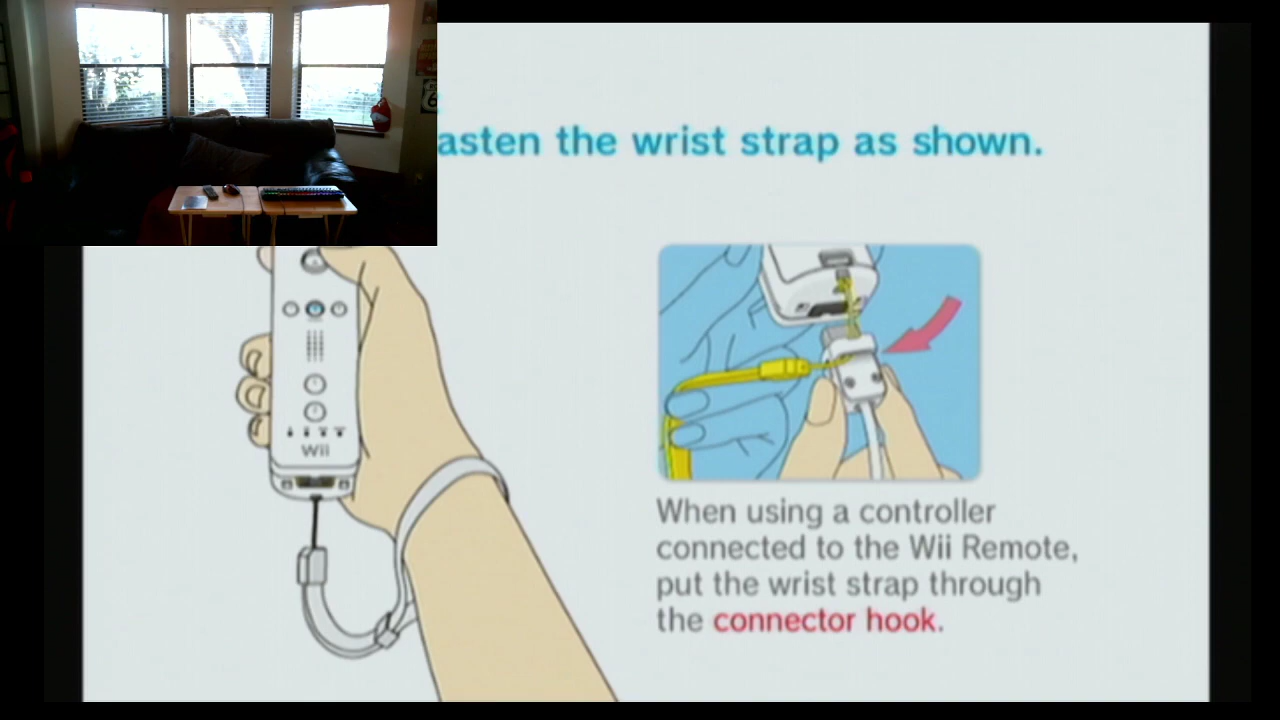 asten the wrist strap as shown.
Wii
When using a controller
connected to the Wii Remote,
put the wrist strap through
the connector hook.